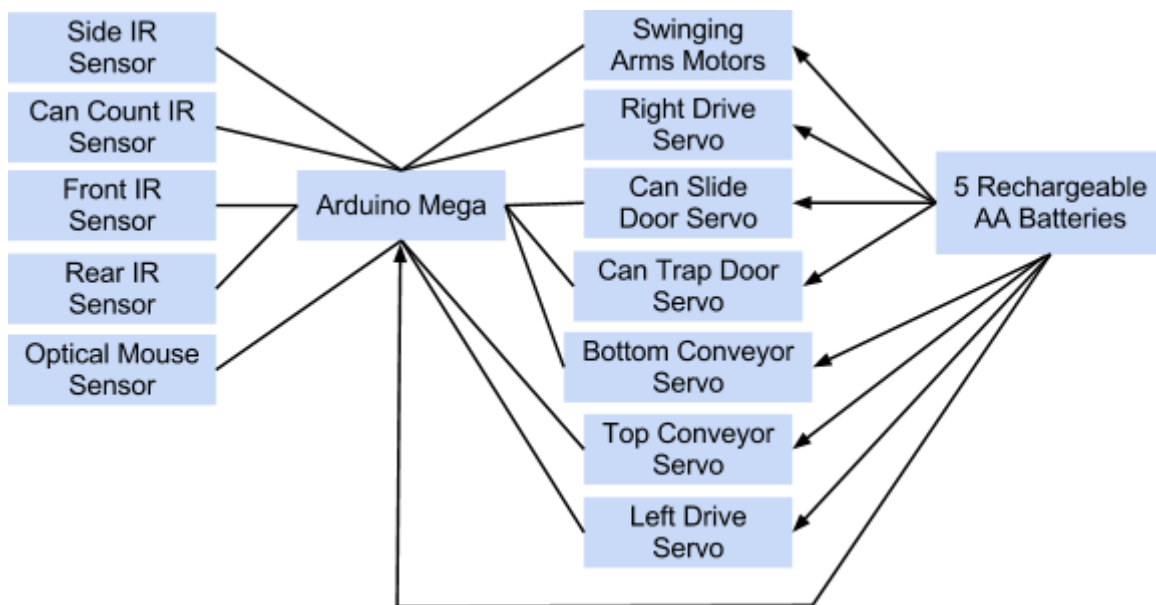 Side IR
Sensor
Can Count IR
Sensor
Front IR
Sensor
Rear IR
Sensor
Optical Mouse
Sensor
Arduino Mega
Swinging
Arms Motors
Right Drive
Servo
Can Slide
Door Servo
Can Trap Door
Servo
Bottom Conveyor
Servo
Top Conveyor
Servo
Left Drive
Servo
5 Rechargeable
AA Batteries